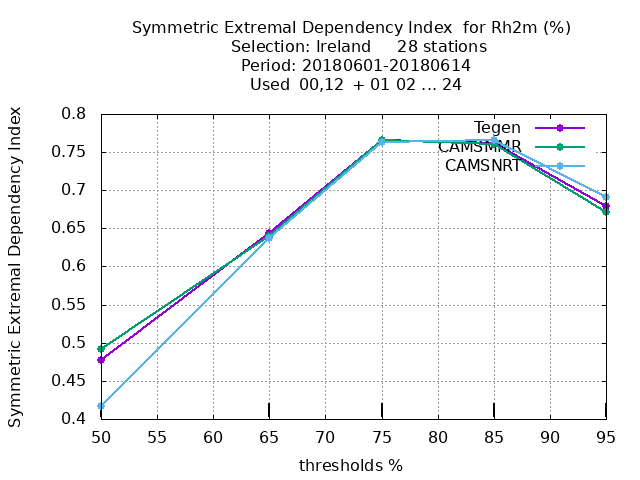 Symmetric Extremal Dependency Index  for Rh2m (%)
Selection: Ireland     28 stations
Period: 20180601-20180614
Used  00,12  + 01 02 ... 24
Symmetric Extremal Dependency Index
0.8
0.75
0.7
0.65
0.6
0.55
0.5
0.45
0.4
Tegen
CAMSMMR
CAMSNRT
50 55 60 65 70 75 80 85 90 95
thresholds %